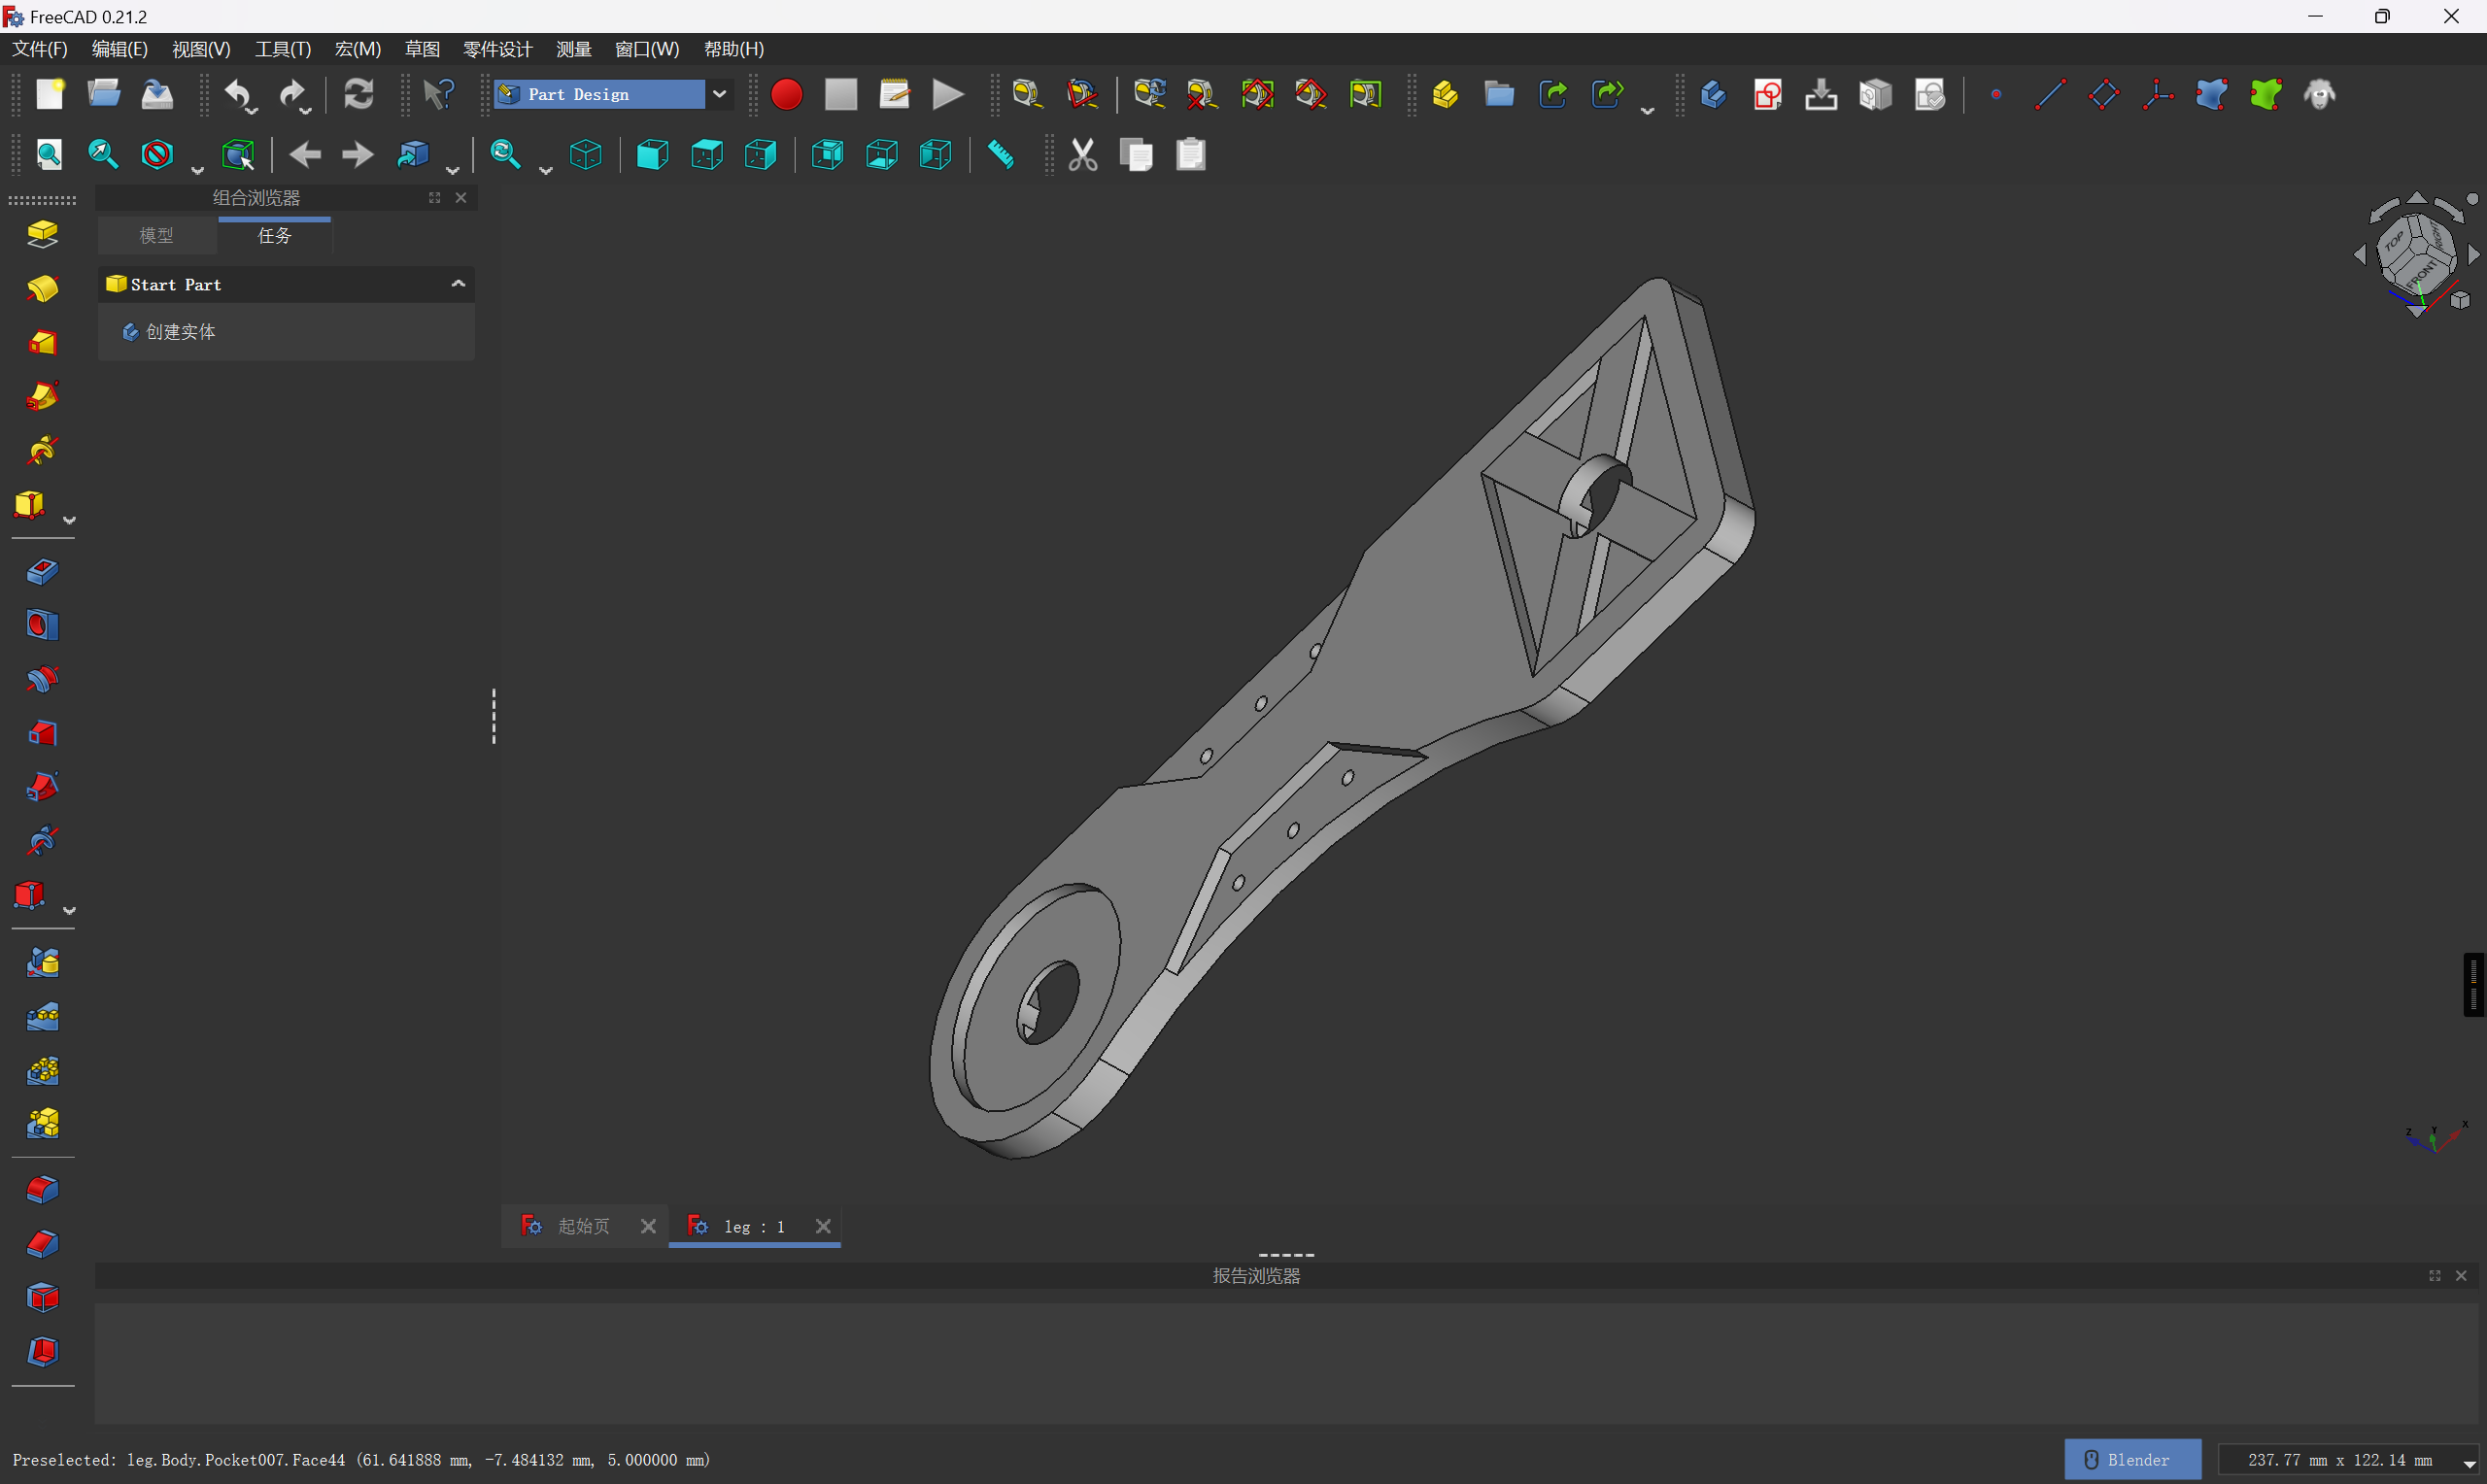 FreeCAD 0.21.2
文件(F) 编辑(E) 视图(V) 工具(T) 宏(M) 草图 零件设计 测量 窗口(W) 帮助(H)
Part Design
组合浏览器
模型 任务
Start Part
创建实体
TOP
FRONT
RIGHT
Z Y X
起始页 leg : 1
报告浏览器
Preselected: leg.Body.Pocket007.Face44 (61.641888 mm, -7.484132 mm, 5.000000 mm)
Blender 237.77 mm x 122.14 mm